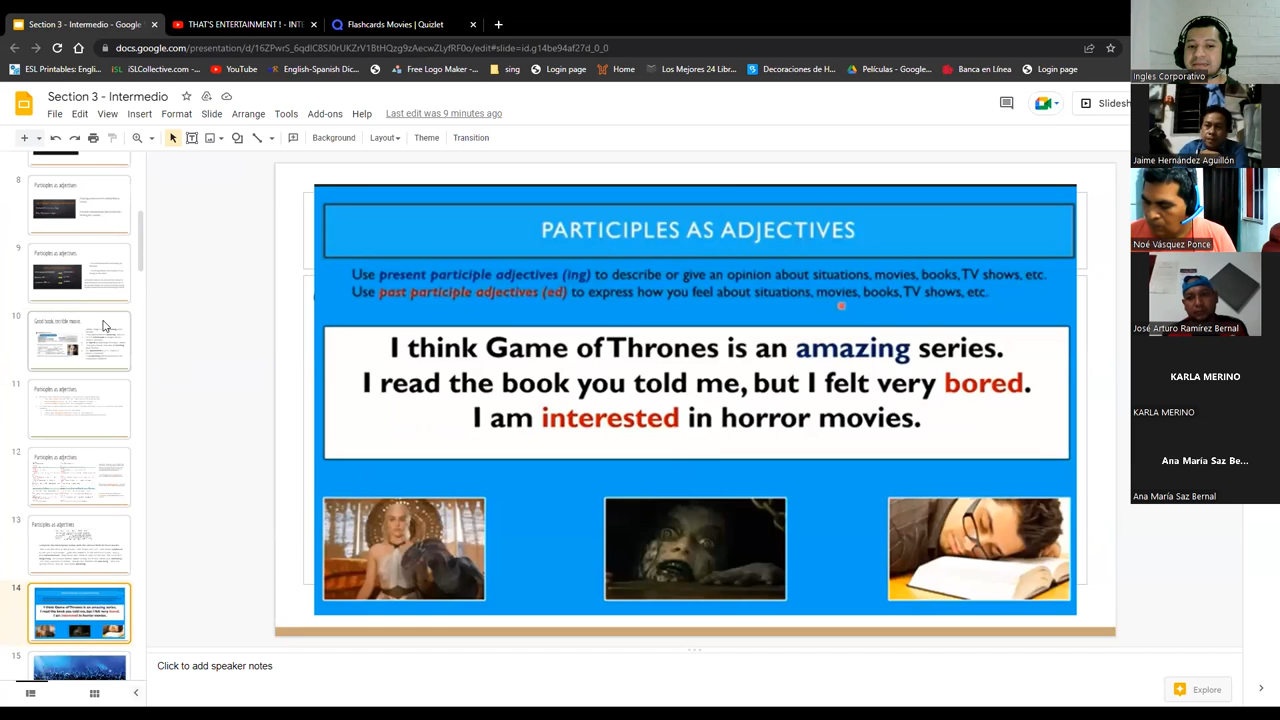 Section 3 - Intermedio - Google
THAT'S ENTERTAINMENT ! - INTE
Flashcards Movies | Quizlet
docs.google.com/presentation/d/16ZPwrS_6qdIC8SJ0rUKZrV1BtHQzg9zAecwZLyfRF0o/edit#slide=id.g14be94af27d_0_0
ESL Printables: Engli...
iSLCollective.com -...
YouTube
English-Spanish Dic...
Free Logo Maker -...
Ing
Login page
Home
Los Mejores 24 Libr...
Decoraciones de H...
Películas - Google...
Banca en Línea
Login page
Section 3 - Intermedio
File Edit View Insert Format Slide Arrange Tools Add-ons Help Last edit was 9 minutes ago
Slidesh
Background Layout Theme Transition
8
Participles as adjectives
9
Participles as adjectives.
10
Good book, terrible movie.
11
Participles as adjectives.
12
Participles as adjectives.
13
Participles as adjectives
14
15
PARTICIPLES AS ADJECTIVES
Use present participle adjectives (ing) to describe or give an opinion about situations, movies, books, TV shows, etc.
Use past participle adjectives (ed) to express how you feel about situations, movies, books, TV shows, etc.
I think Game of Thrones is an amazing series.
I read the book you told me, but I felt very bored.
I am interested in horror movies.
Click to add speaker notes
Explore
Ingles Corporativo
Jaime Hernández Aguillón
Noé Vásquez Ponce
José Arturo Ramírez Bernal
KARLA MERINO
KARLA MERINO
Ana María Saz Be...
Ana María Saz Bernal